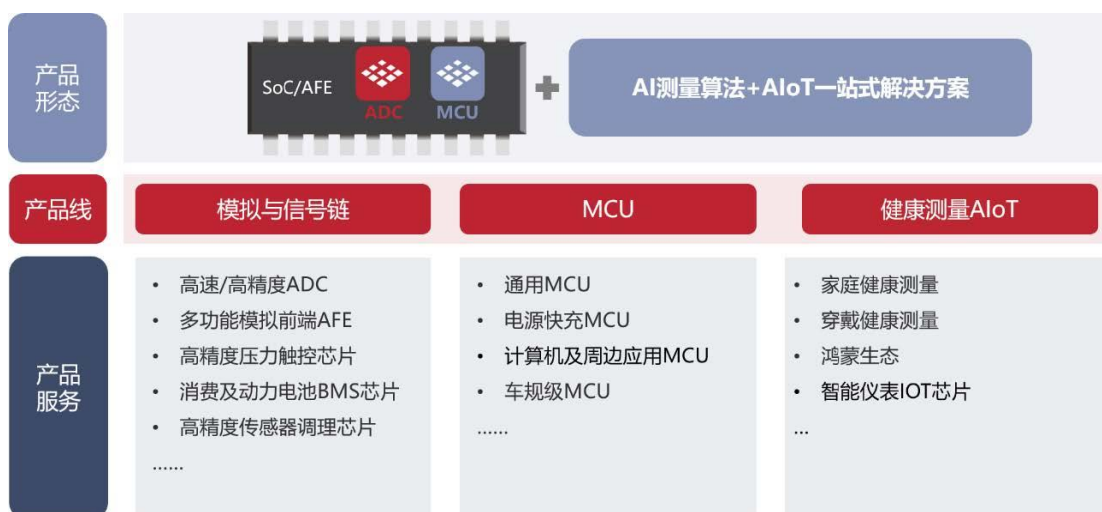 产品
形态
SoC/AFE
ADC
MCU
AI测量算法+AIoT一站式解决方案
产品线
模拟与信号链
MCU
健康测量AIoT
产品
服务
• 高速/高精度ADC
• 多功能模拟前端AFE
• 高精度压力触控芯片
• 消费及动力电池BMS芯片
• 高精度传感器调理芯片
......
• 通用MCU
• 电源快充MCU
• 计算机及周边应用MCU
• 车规级MCU
......
• 家庭健康测量
• 穿戴健康测量
• 鸿蒙生态
• 智能仪表IOT芯片
...